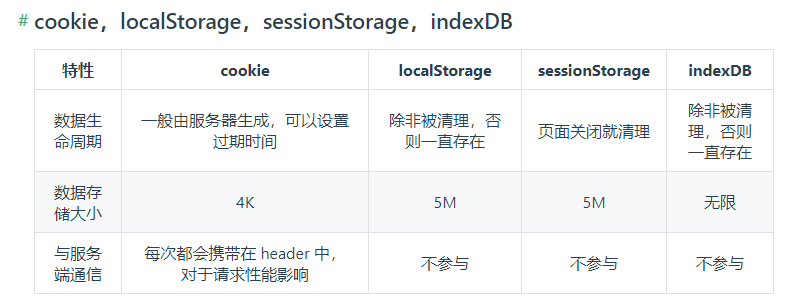 # cookie，localStorage，sessionStorage，indexDB
特性 cookie localStorage sessionStorage indexDB
数据生命周期 一般由服务器生成，可以设置过期时间 除非被清理，否则一直存在 页面关闭就清理 除非被清理，否则一直存在
数据存储大小 4K 5M 5M 无限
与服务端通信 每次都会携带在 header 中，对于请求性能影响 不参与 不参与 不参与